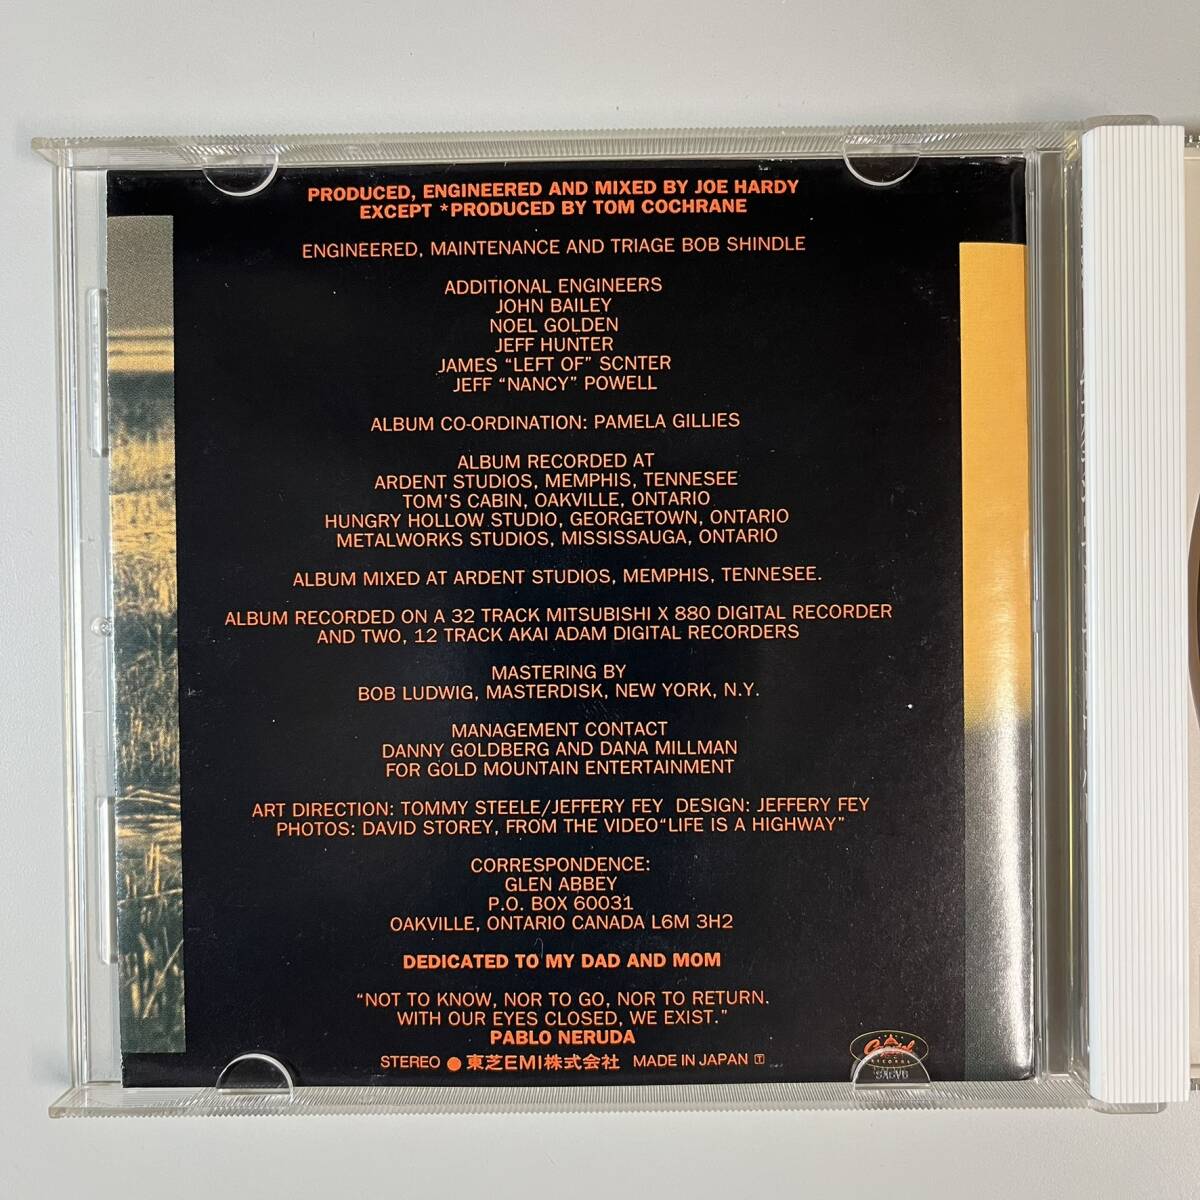 PRODUCED, ENGINEERED AND MIXED BY JOE HARDY
EXCEPT *PRODUCED BY TOM COCHRANE
ENGINEERED, MAINTENANCE AND TRIAGE BOB SHINDLE
ADDITIONAL ENGINEERS
JOHN BAILEY
NOEL GOLDEN
JEFF HUNTER
JAMES “LEFT OF” SCNTER
JEFF “NANCY” POWELL
ALBUM CO-ORDINATION: PAMELA GILLIES
ALBUM RECORDED AT
ARDENT STUDIOS, MEMPHIS, TENNESSEE
TOM'S CABIN, OAKVILLE, ONTARIO
HUNGRY HOLLOW STUDIO, GEORGETOWN, ONTARIO
METALWORKS STUDIOS, MISSISSAUGA, ONTARIO
ALBUM MIXED AT ARDENT STUDIOS, MEMPHIS, TENNESEE.
ALBUM RECORDED ON A 32 TRACK MITSUBISHI X 880 DIGITAL RECORDER
AND TWO, 12 TRACK AKAI ADAM DIGITAL RECORDERS
MASTERING BY
BOB LUDWIG, MASTERDISK, NEW YORK, N.Y.
MANAGEMENT CONTACT
DANNY GOLDBERG AND DANA MILLMAN
FOR GOLD MOUNTAIN ENTERTAINMENT
ART DIRECTION: TOMMY STEELE/JEFFERY FEY DESIGN: JEFFERY FEY
PHOTOS: DAVID STOREY, FROM THE VIDEO“LIFE IS A HIGHWAY”
CORRESPONDENCE:
GLEN ABBEY
P.O. BOX 60031
OAKVILLE, ONTARIO CANADA L6M 3H2
DEDICATED TO MY DAD AND MOM
“NOT TO KNOW, NOR TO GO, NOR TO RETURN.
WITH OUR EYES CLOSED, WE EXIST.”
PABLO NERUDA
STEREO ● 東芝EMI株式会社 MADE IN JAPAN Ⓣ
Capitol
RECORDS